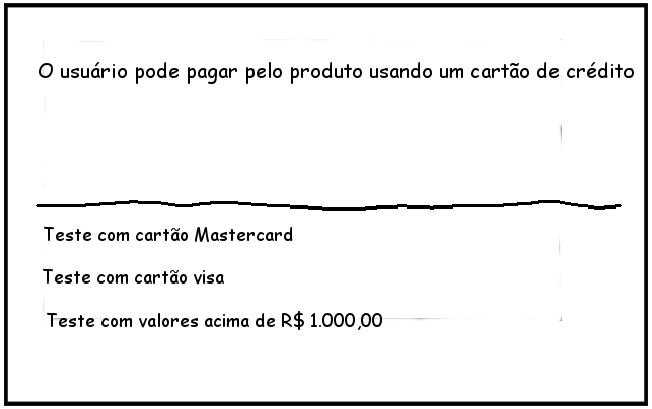 O usuário pode pagar pelo produto usando um cartão de crédito
Teste com cartão Mastercard
Teste com cartão visa
Teste com valores acima de R$ 1.000,00